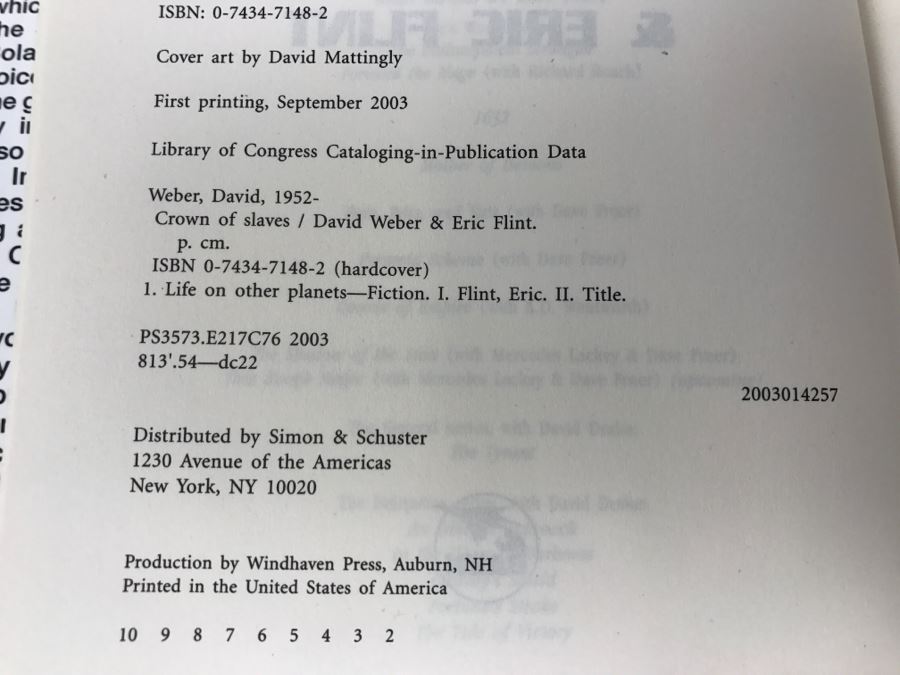 ISBN: 0-7434-7148-2
Cover art by David Mattingly
First printing, September 2003
Library of Congress Cataloging-in-Publication Data
Weber, David, 1952-
Crown of slaves / David Weber & Eric Flint.
p. cm.
ISBN 0-7434-7148-2 (hardcover)
1. Life on other planets—Fiction. I. Flint, Eric. II. Title.
PS3573.E217C76 2003
813'.54—dc22
2003014257
Distributed by Simon & Schuster
1230 Avenue of the Americas
New York, NY 10020
Production by Windhaven Press, Auburn, NH
Printed in the United States of America
10 9 8 7 6 5 4 3 2